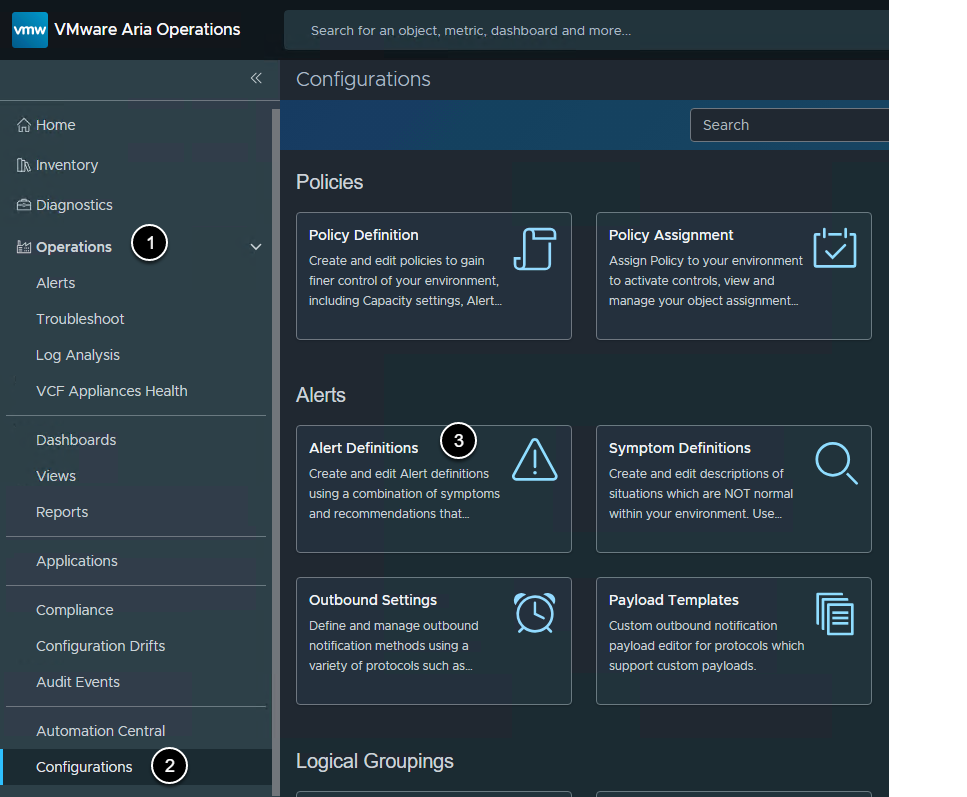 vmw VMware Aria Operations
Search for an object, metric, dashboard and more...
Configurations
Search
Home
Inventory
Diagnostics
Operations 1
Alerts
Troubleshoot
Log Analysis
VCF Appliances Health
Dashboards
Views
Reports
Applications
Compliance
Configuration Drifts
Audit Events
Automation Central
Configurations 2
Policies
Policy Definition
Create and edit policies to gain
finer control of your environment,
including Capacity settings, Alert...
Policy Assignment
Assign Policy to your environment
to activate controls, view and
manage your object assignment...
Alerts
Alert Definitions 3
Create and edit Alert definitions
using a combination of symptoms
and recommendations that...
Symptom Definitions
Create and edit descriptions of
situations which are NOT normal
within your environment. Use...
Outbound Settings
Define and manage outbound
notification methods using a
variety of protocols such as...
Payload Templates
Custom outbound notification
payload editor for protocols which
support custom payloads.
Logical Groupings